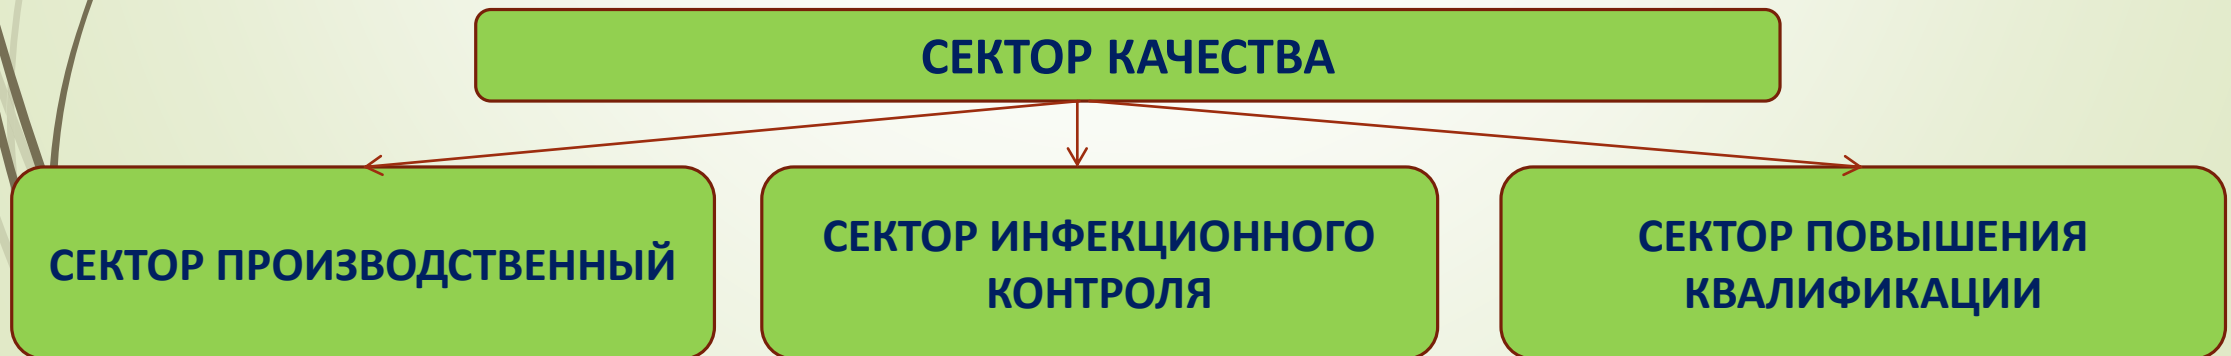 СЕКТОР КАЧЕСТВА
СЕКТОР ПРОИЗВОДСТВЕННЫЙ
СЕКТОР ИНФЕКЦИОННОГО
КОНТРОЛЯ
СЕКТОР ПОВЫШЕНИЯ
КВАЛИФИКАЦИИ